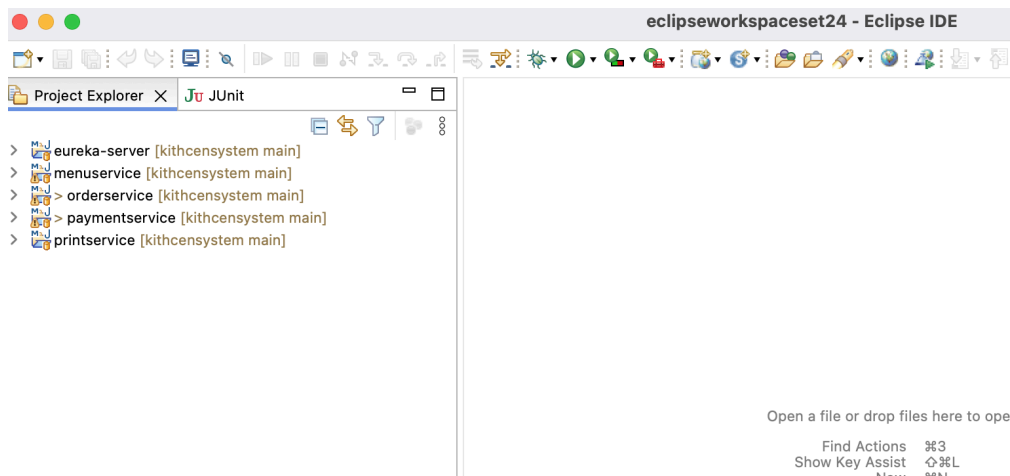 eclipseworkspaceset24 - Eclipse IDE
Project Explorer
JUnit
eureka-server [kithcensystem main]
menuservice [kithcensystem main]
> orderservice [kithcensystem main]
> paymentservice [kithcensystem main]
printservice [kithcensystem main]
Open a file or drop files here to ope
Find Actions ⌘3
Show Key Assist ⇧⌘L
New ⌘N